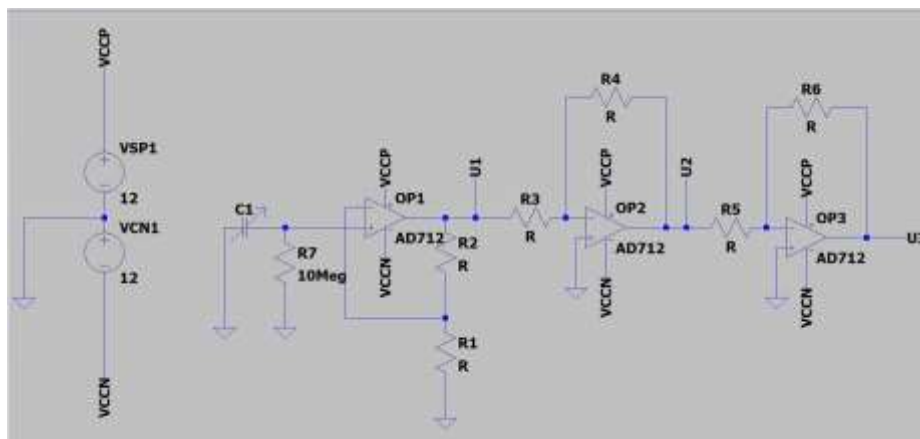 VCCP
VSP1
12
VCN1
12
VCCN
C1
R7
10Meg
VCCP
OP1
AD712
VCCN
U1
R2
R
R1
R
R3
R
R4
R
VCCP
OP2
AD712
VCCN
U2
R5
R
R6
R
VCCP
OP3
AD712
VCCN